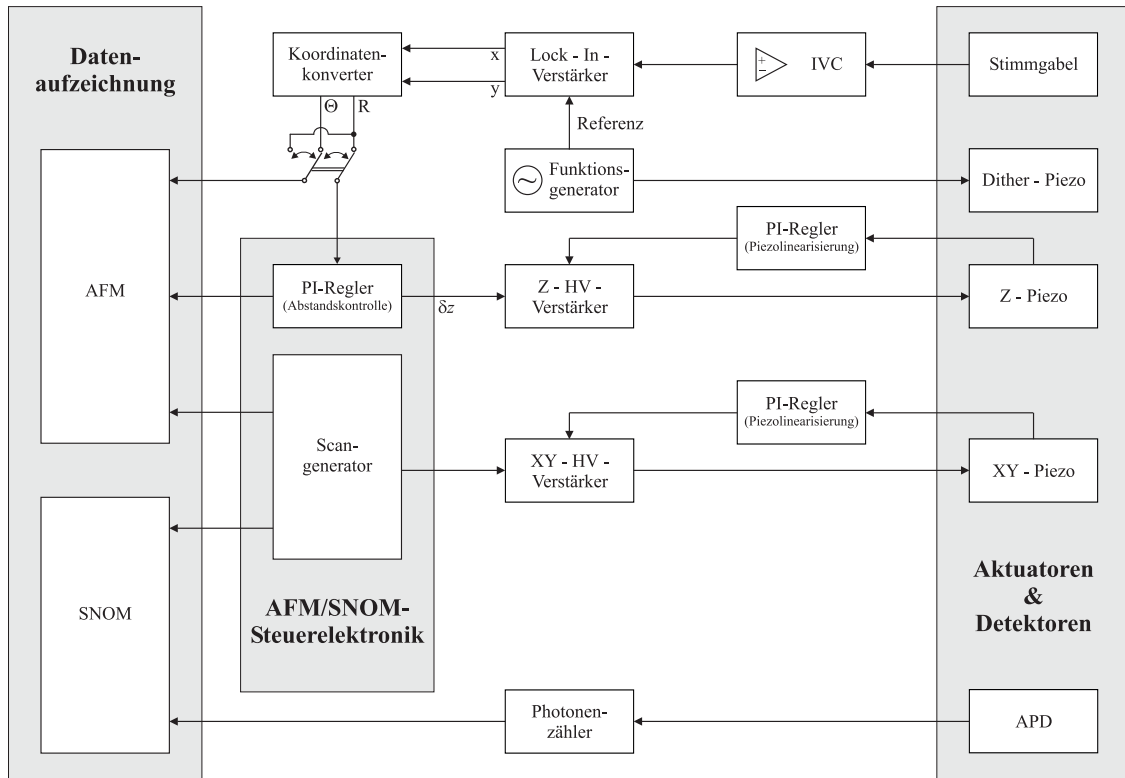 Daten-
aufzeichnung
Koordinaten-
konverter
x
y
Lock - In -
Verstärker
+
−
IVC
Stimmgabel
Θ
R
Referenz
~
Funktions-
generator
Dither - Piezo
AFM
PI-Regler
(Abstandskontrolle)
δz
Z - HV -
Verstärker
PI-Regler
(Piezolinearisierung)
Z - Piezo
Scan-
generator
XY - HV -
Verstärker
PI-Regler
(Piezolinearisierung)
XY - Piezo
SNOM
AFM/SNOM-
Steuerelektronik
Aktuatoren
&
Detektoren
Photonen-
zähler
APD